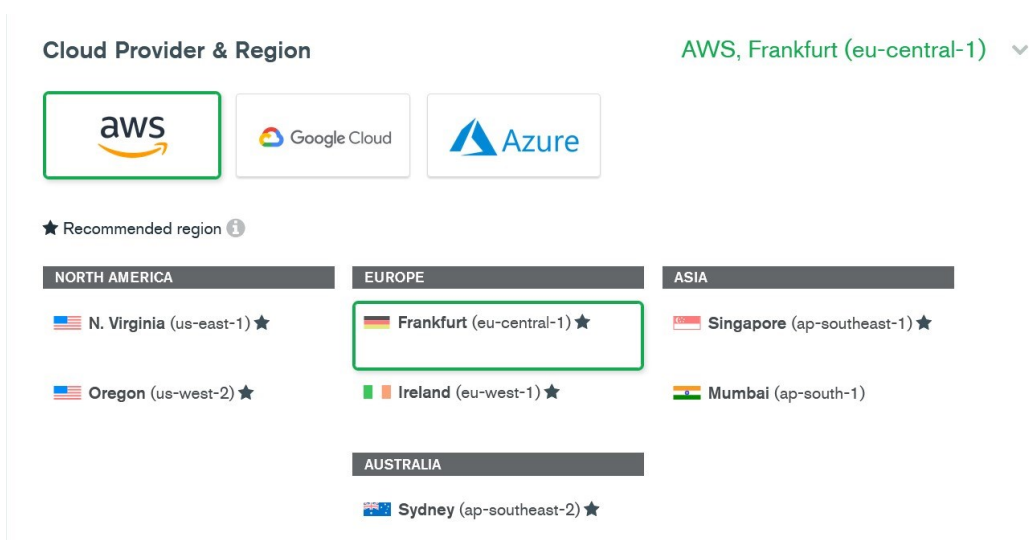 Cloud Provider & Region
AWS, Frankfurt (eu-central-1)
aws
Google Cloud
Azure
★ Recommended region i
NORTH AMERICA
N. Virginia (us-east-1) ★
Oregon (us-west-2) ★
EUROPE
Frankfurt (eu-central-1) ★
Ireland (eu-west-1) ★
ASIA
Singapore (ap-southeast-1) ★
Mumbai (ap-south-1)
AUSTRALIA
Sydney (ap-southeast-2) ★